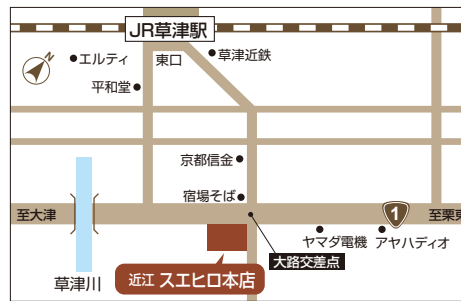 JR草津駅
N
エルティ
東口
草津近鉄
平和堂
京都信金
宿場そば
至大津
1
至栗東
ヤマダ電機
アヤハディオ
大路交差点
草津川
近江 スエヒロ本店